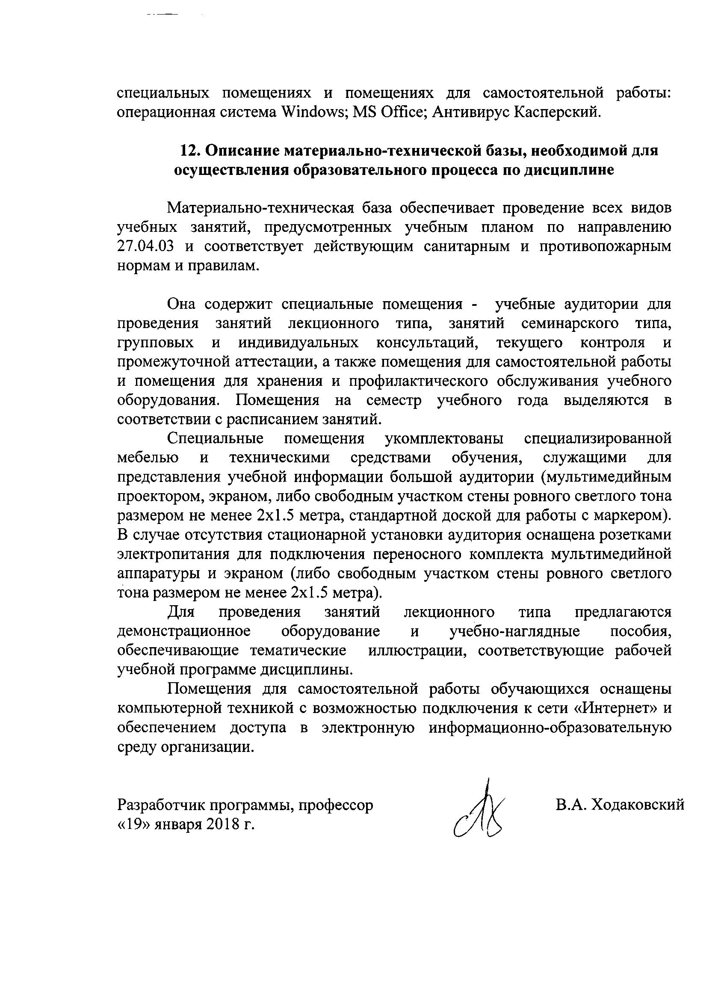 специальных помещениях и помещениях для самостоятельной работы:
операционная система Windows; MS Office; Антивирус Касперский.
12. Описание материально-технической базы, необходимой для
осуществления образовательного процесса по дисциплине
Материально-техническая база обеспечивает проведение всех видов
учебных занятий, предусмотренных учебным планом по направлению
27.04.03 и соответствует действующим санитарным и противопожарным
нормам и правилам.
Она содержит специальные помещения - учебные аудитории для
проведения занятий лекционного типа, занятий семинарского типа,
групповых и индивидуальных консультаций, текущего контроля и
промежуточной аттестации, а также помещения для самостоятельной работы
и помещения для хранения и профилактического обслуживания учебного
оборудования. Помещения на семестр учебного года выделяются в
соответствии с расписанием занятий.
Специальные помещения укомплектованы специализированной
мебелью и техническими средствами обучения, служащими для
представления учебной информации большой аудитории (мультимедийным
проектором, экраном, либо свободным участком стены ровного светлого тона
размером не менее 2х1.5 метра, стандартной доской для работы с маркером).
В случае отсутствия стационарной установки аудитория оснащена розетками
электропитания для подключения переносного комплекта мультимедийной
аппаратуры и экраном (либо свободным участком стены ровного светлого
тона размером не менее 2х1.5 метра).
Для проведения занятий лекционного типа предлагаются
демонстрационное оборудование и учебно-наглядные пособия,
обеспечивающие тематические иллюстрации, соответствующие рабочей
учебной программе дисциплины.
Помещения для самостоятельной работы обучающихся оснащены
компьютерной техникой с возможностью подключения к сети «Интернет» и
обеспечением доступа в электронную информационно-образовательную
среду организации.
Разработчик программы, профессор В.А. Ходаковский
«19» января 2018 г.